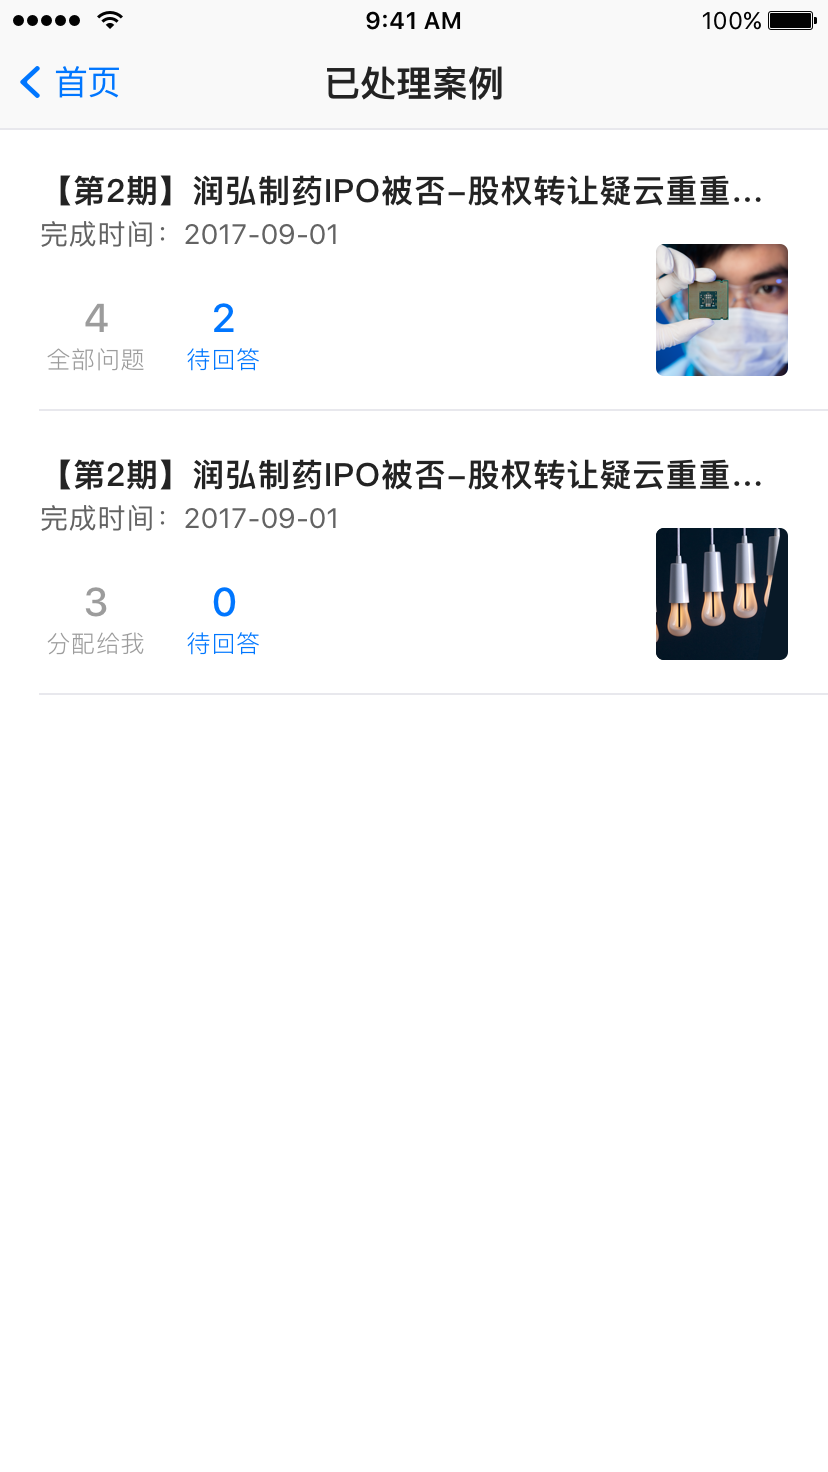 9:41 AM 100%
首页 已处理案例
【第2期】润弘制药IPO被否–股权转让疑云重重...
完成时间：2017-09-01
4 2
全部问题 待回答
【第2期】润弘制药IPO被否–股权转让疑云重重...
完成时间：2017-09-01
3 0
分配给我 待回答